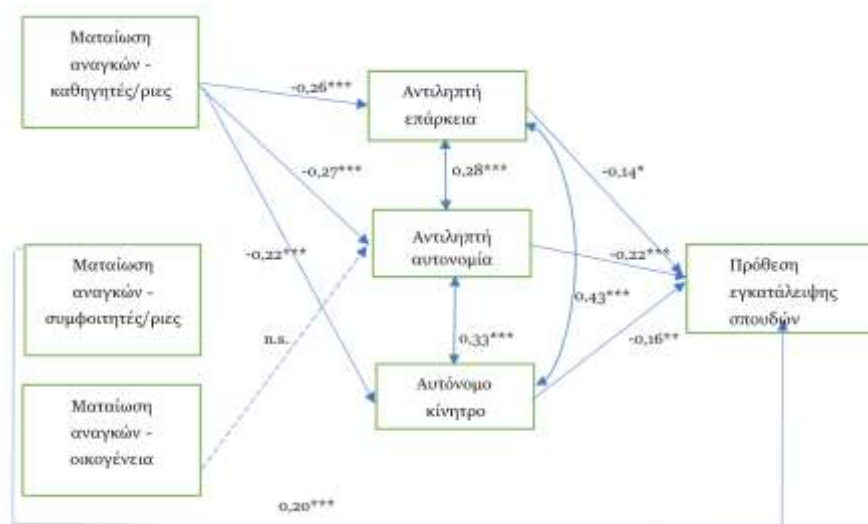 Ματαίωση
αναγκών -
καθηγητές/ριες
-0,26***
Αντιληπτή
επάρκεια
-0,27***
0,28***
-0,14*
Αντιληπτή
αυτονομία
-0,22***
-0,22***
Ματαίωση
αναγκών -
συμφοιτητές/ριες
Πρόθεση
εγκατάλειψης
σπουδών
0,43***
n.s.
0,33***
-0,16**
Αυτόνομο
κίνητρο
Ματαίωση
αναγκών -
οικογένεια
0,20***